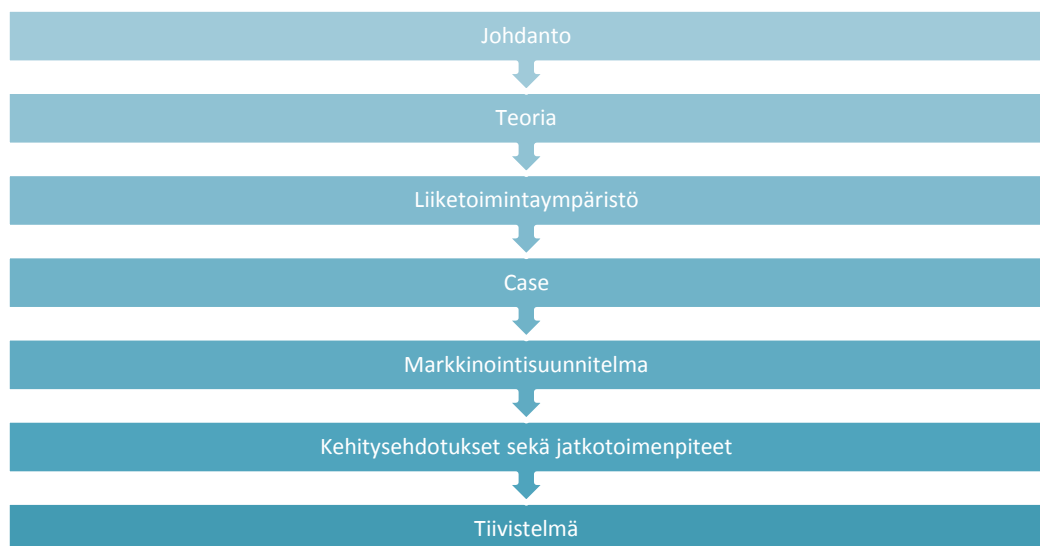 Johdanto
Teoria
Liiketoimintaympäristö
Case
Markkinointisuunnitelma
Kehitysehdotukset sekä jatkotoimenpiteet
Tiivistelmä